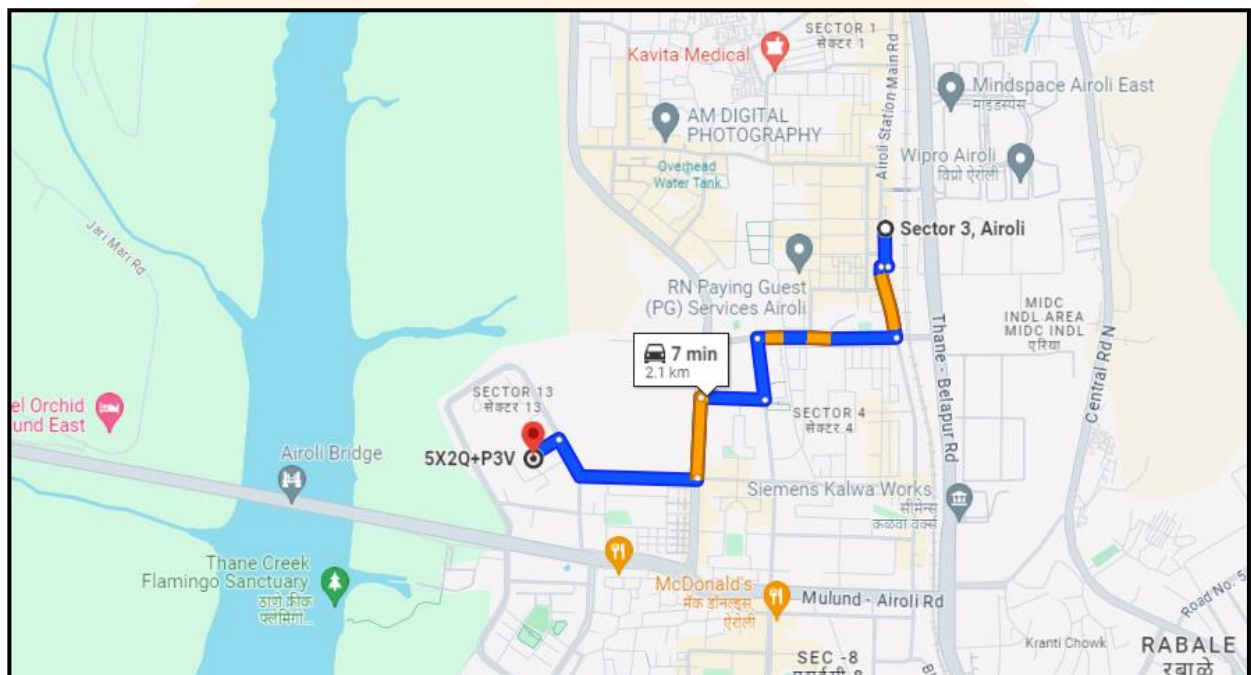 SECTOR 1
सेक्टर 1
Kavita Medical
Airoli Station Main Rd
Mindspace Airoli East
माइंडस्पेस
AM DIGITAL
PHOTOGRAPHY
Wipro Airoli
विप्रो ऐरोली
Overhead
Water Tank
Jari Mari Rd
Sector 3, Airoli
RN Paying Guest
(PG) Services Airoli
MIDC
INDL AREA
MIDC INDL
एरिया
Thane - Belapur Rd
Central Rd N
7 min
2.1 km
SECTOR 13
सेक्टर 13
el Orchid
und East
SECTOR 4
सेक्टर 4
Airoli Bridge
5X2Q+P3V
Siemens Kalwa Works
सीमेन्स
कळवा वर्क्स
Thane Creek
Flamingo Sanctuary
ठाणे क्रीक
फ्लेमिंगो...
McDonald's
मॅक डॉनल्ड्स,
ऐरोली
Mulund - Airoli Rd
Road No. 5
Kranti Chowk
RABALE
रबाळे
SEC -8